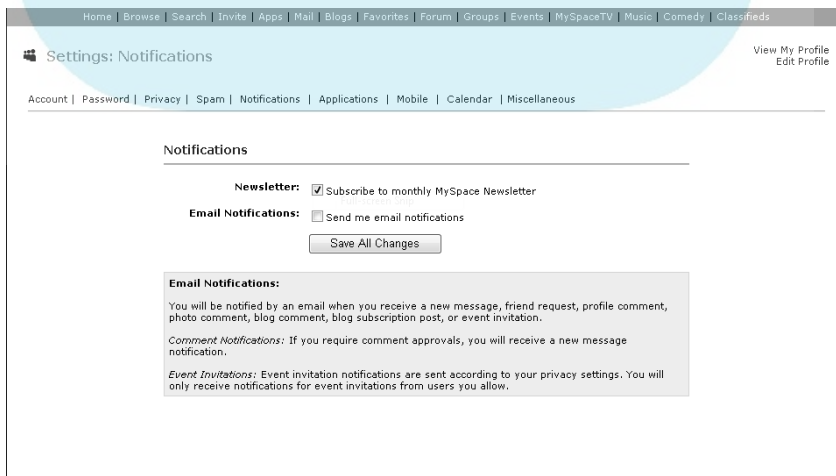 Home | Browse | Search | Invite | Apps | Mail | Blogs | Favorites | Forum | Groups | Events | MySpaceTV | Music | Comedy | Classifieds
Settings: Notifications
View My Profile
Edit Profile
Account | Password | Privacy | Spam | Notifications | Applications | Mobile | Calendar | Miscellaneous
Notifications
Newsletter: Subscribe to monthly MySpace Newsletter
Email Notifications: Send me email notifications
Save All Changes
Email Notifications:
You will be notified by an email when you receive a new message, friend request, profile comment,
photo comment, blog comment, blog subscription post, or event invitation.
Comment Notifications: If you require comment approvals, you will receive a new message
notification.
Event Invitations: Event invitation notifications are sent according to your privacy settings. You will
only receive notifications for event invitations from users you allow.